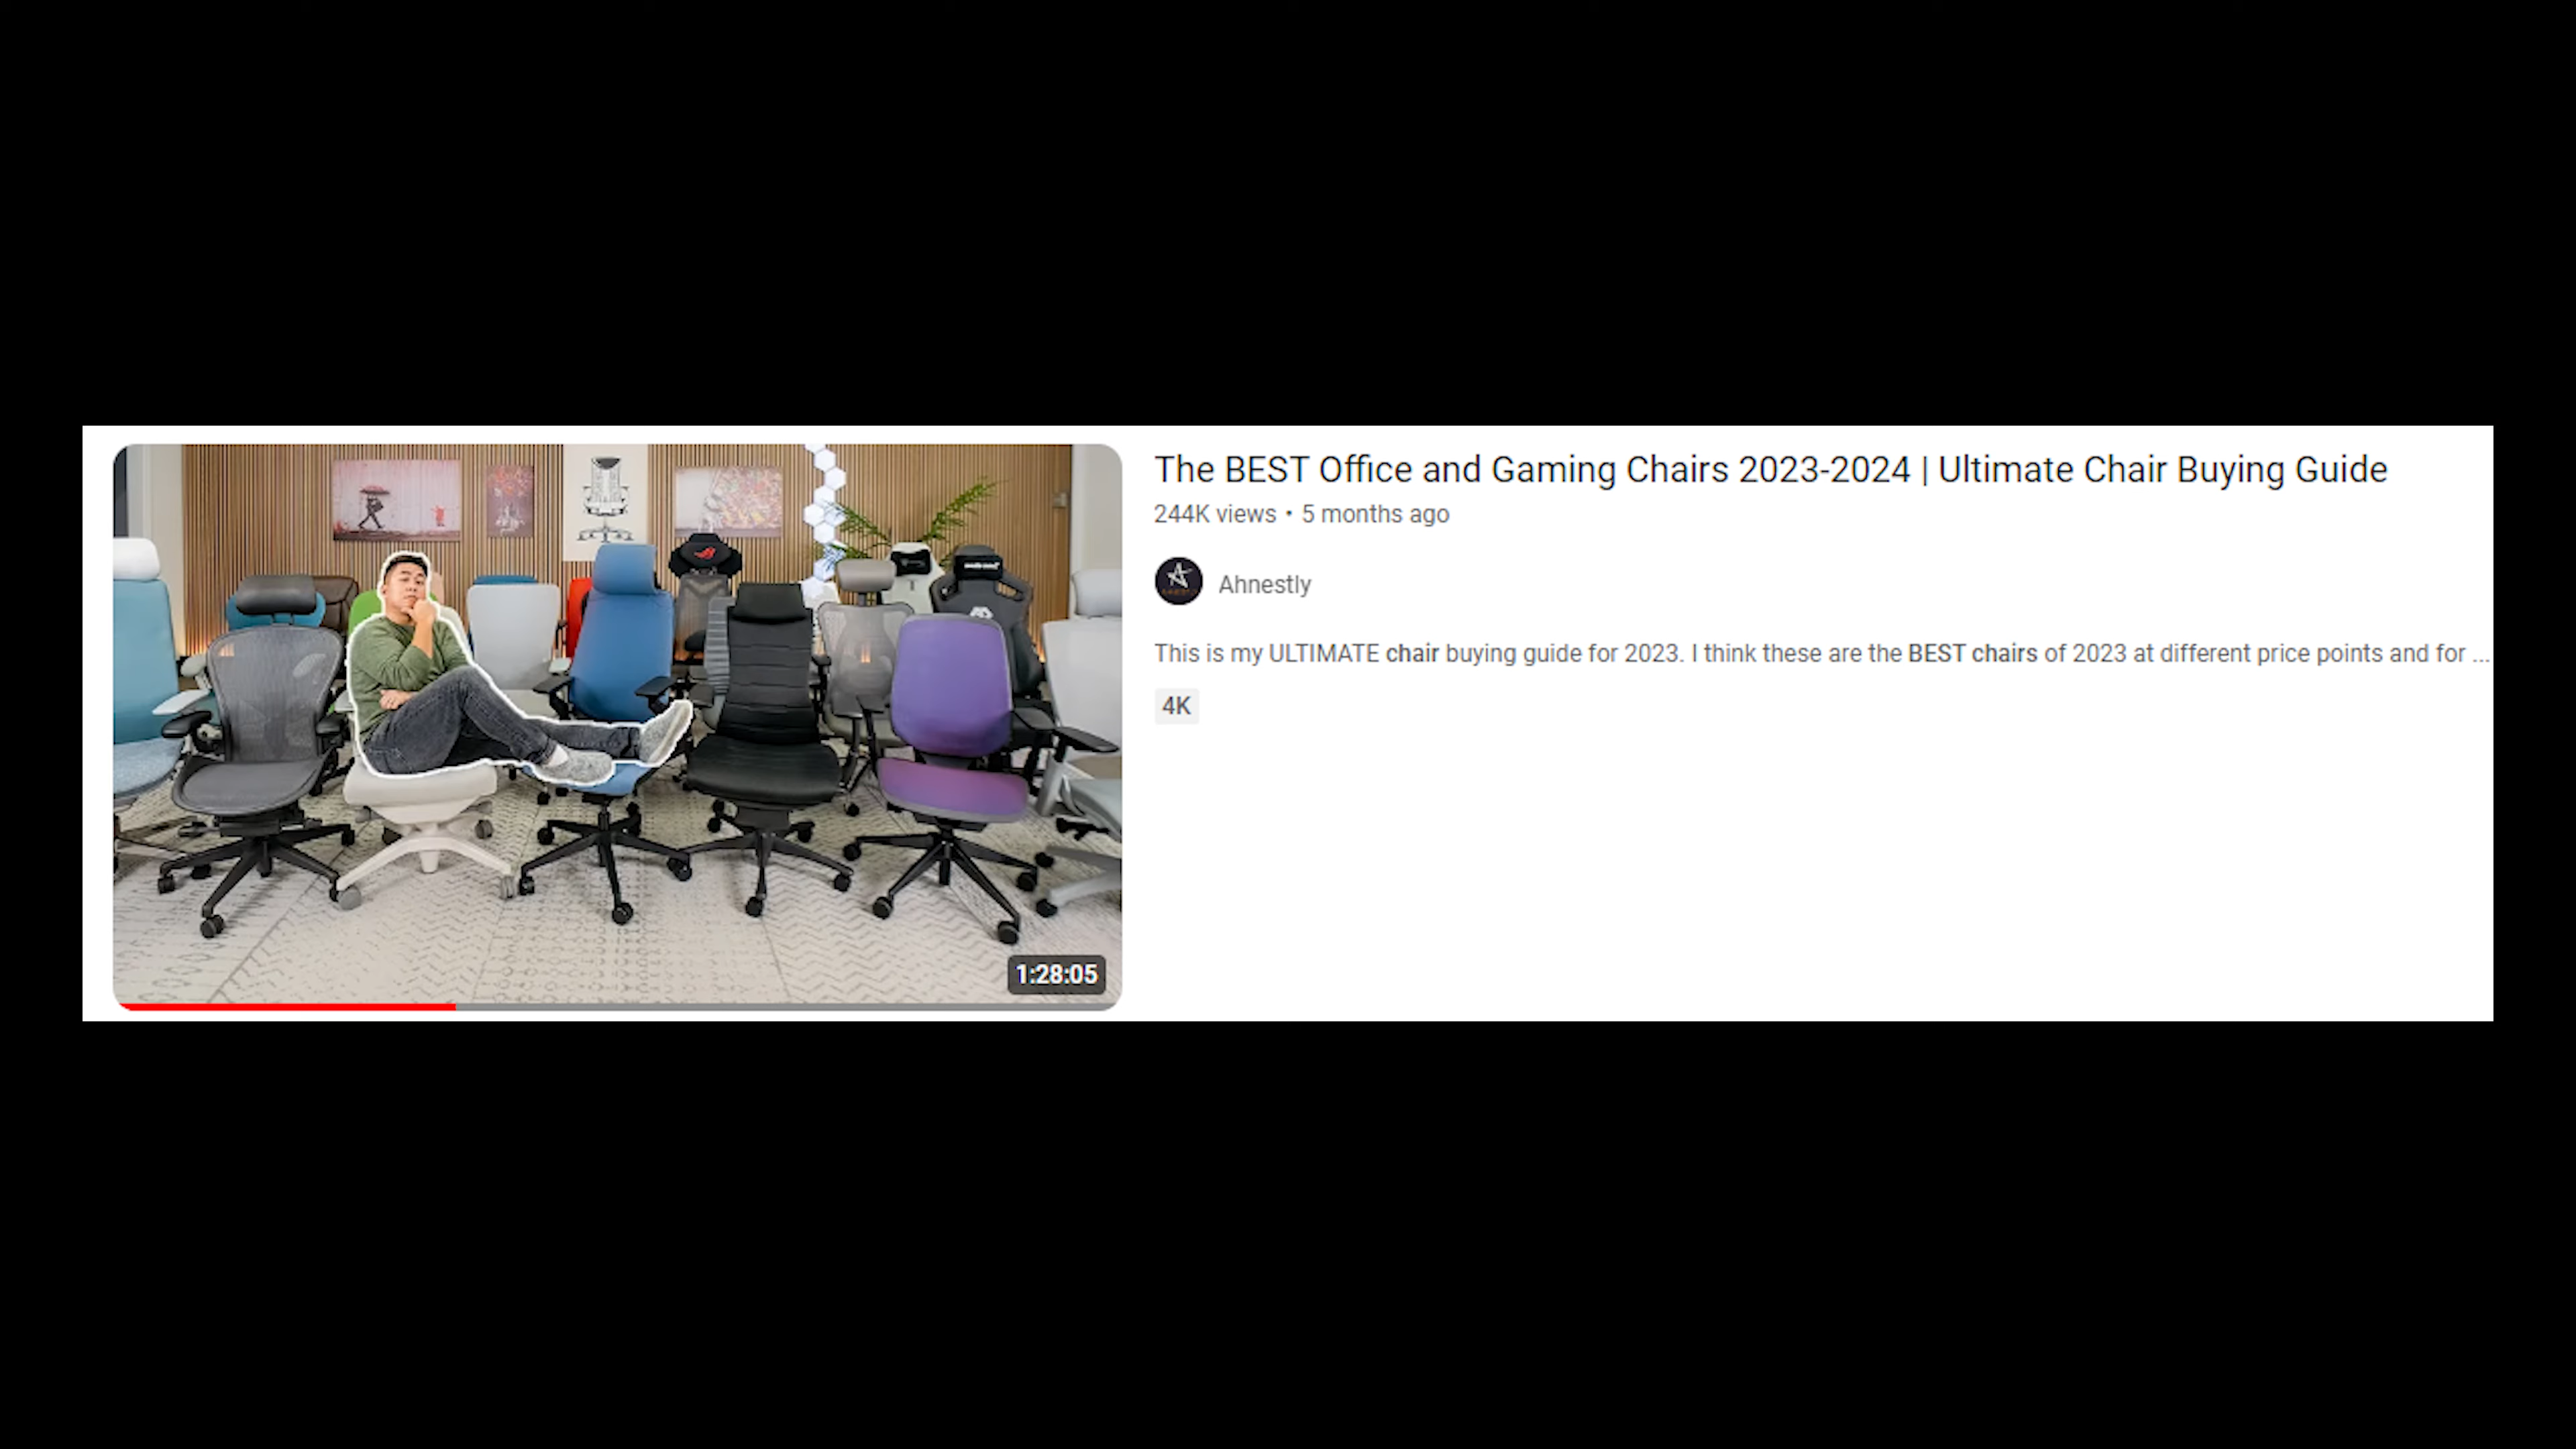 The BEST Office and Gaming Chairs 2023-2024 | Ultimate Chair Buying Guide
244K views • 5 months ago
Ahnestly
This is my ULTIMATE chair buying guide for 2023. I think these are the BEST chairs of 2023 at different price points and for ...
4K
1:28:05